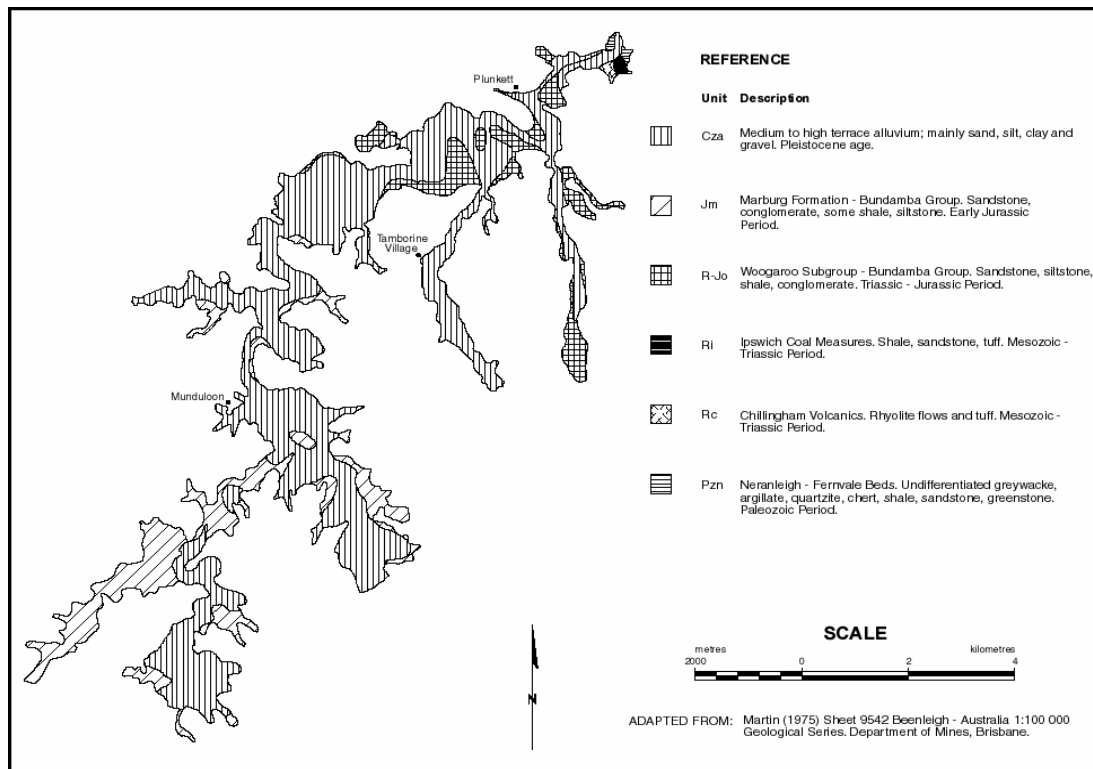 Plunkett
Tamborine
Village
Munduloon
N
REFERENCE
Unit Description
Cza Medium to high terrace alluvium; mainly sand, silt, clay and
gravel. Pleistocene age.
Jm Marburg Formation - Bundamba Group. Sandstone,
conglomerate, some shale, siltstone. Early Jurassic
Period.
R-Jo Woogaroo Subgroup - Bundamba Group. Sandstone, siltstone,
shale, conglomerate. Triassic - Jurassic Period.
Ri Ipswich Coal Measures. Shale, sandstone, tuff. Mesozoic -
Triassic Period.
Rc Chillingham Volcanics. Rhyolite flows and tuff. Mesozoic -
Triassic Period.
Pzn Neranleigh - Fernvale Beds. Undifferentiated greywacke,
argillate, quartzite, chert, shale, sandstone, greenstone.
Paleozoic Period.
SCALE
metres kilometres
2000 0 2 4
ADAPTED FROM: Martin (1975) Sheet 9542 Beenleigh - Australia 1:100 000
Geological Series. Department of Mines, Brisbane.